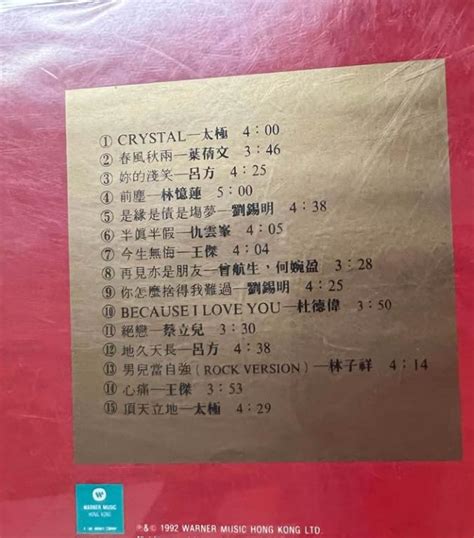 ① CRYSTAL—太極 4：00
② 春風秋雨—葉蒨文 3：46
③ 妳的淺笑—呂方 4：25
④ 前塵—林憶蓮 5：00
⑤ 是緣是債是場夢—劉錫明 4：38
⑥ 半眞半假—仇雲峯 4：05
⑦ 今生無悔—王傑 4：04
⑧ 再見亦是朋友—曾航生，何婉盈 3：28
⑨ 你怎麼捨得我難過—劉錫明 4：25
⑩ BECAUSE I LOVE YOU—杜德偉 3：50
⑪ 絕戀—蔡立兒 3：30
⑫ 地久天長—呂方 4：28
⑬ 男兒當自強（ROCK VERSION）—林子祥 4：14
⑭ 心痛—王傑 3：53
⑮ 頂天立地—太極 4：29
WARNER MUSIC
HONG KONG
℗&© 1992 WARNER MUSIC HONG KONG LTD.